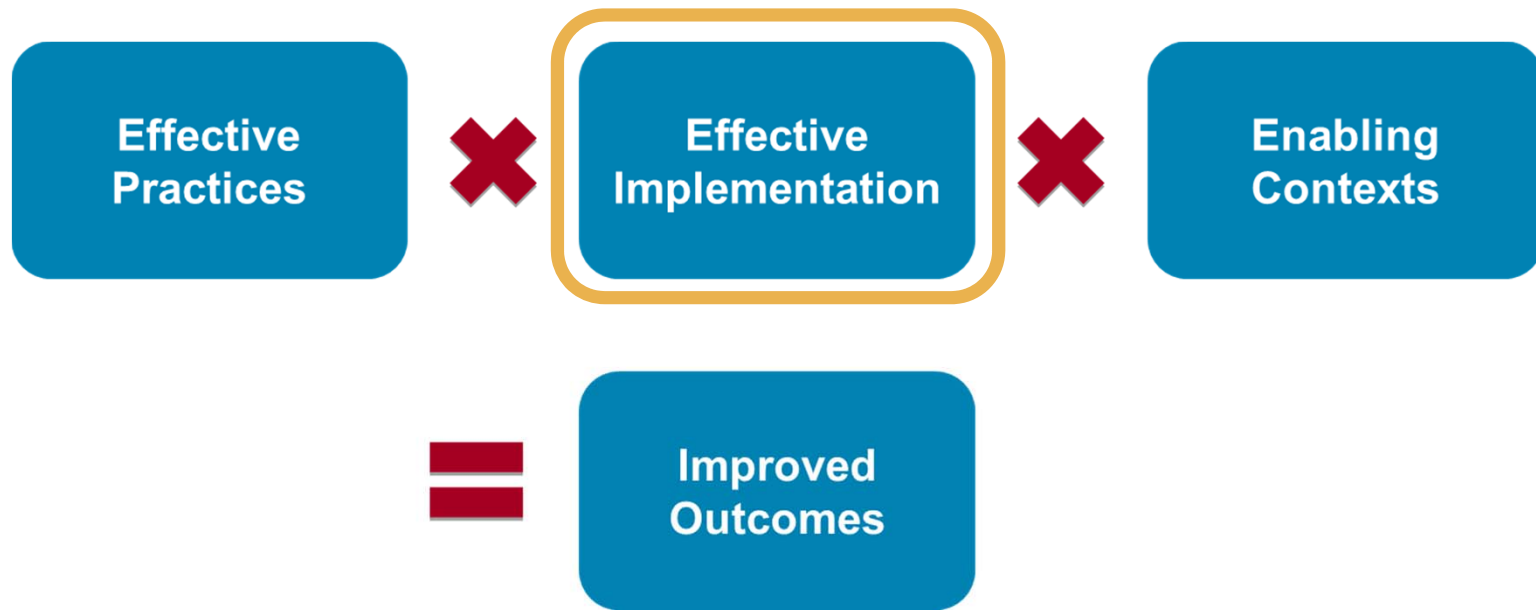 Effective
Practices
Effective
Implementation
Enabling
Contexts
Improved
Outcomes